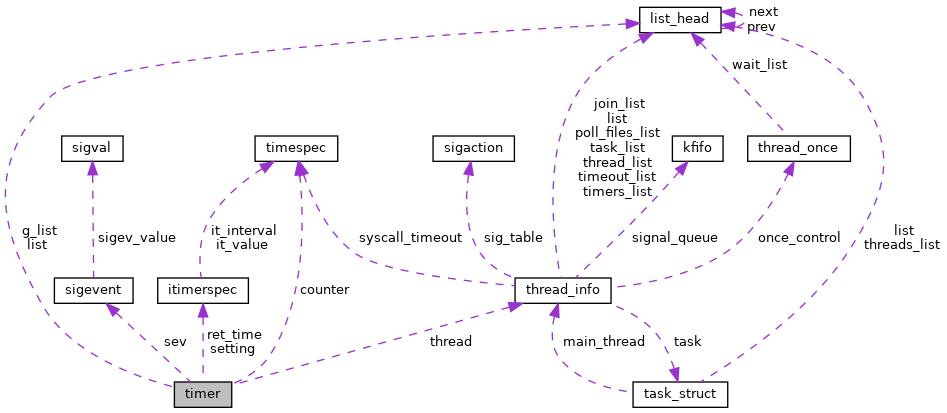 list_head
next
prev
wait_list
join_list
list
poll_files_list
task_list
thread_list
timeout_list
timers_list
sigval
timespec
sigaction
kfifo
thread_once
g_list
list
sigev_value
it_interval
it_value
syscall_timeout
sig_table
signal_queue
once_control
list
threads_list
sigevent
itimerspec
counter
thread_info
sev
ret_time
setting
thread
main_thread
task
timer
task_struct